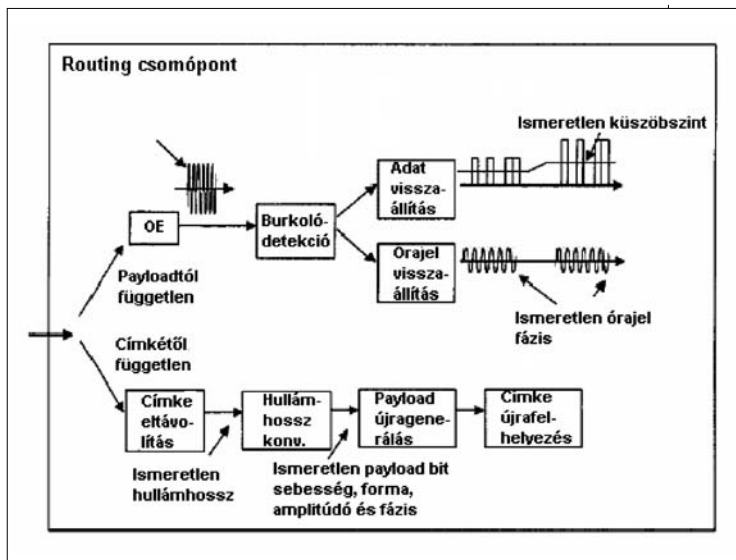 Routing csomópont
Ismeretlen küszöbszint
Adat
vissza-
állítás
OE
Burkoló-
detekció
Órajel
vissza-
állítás
Payloadtól
független
Ismeretlen órajel
fázis
Címkétől
független
Címke
eltávo-
lítás
Hullám-
hossz
konv.
Payload
újragene-
rálás
Címke
újrafel-
helyezés
Ismeretlen
hullámhossz
Ismeretlen payload bit
sebesség, forma,
amplitúdó és fázis